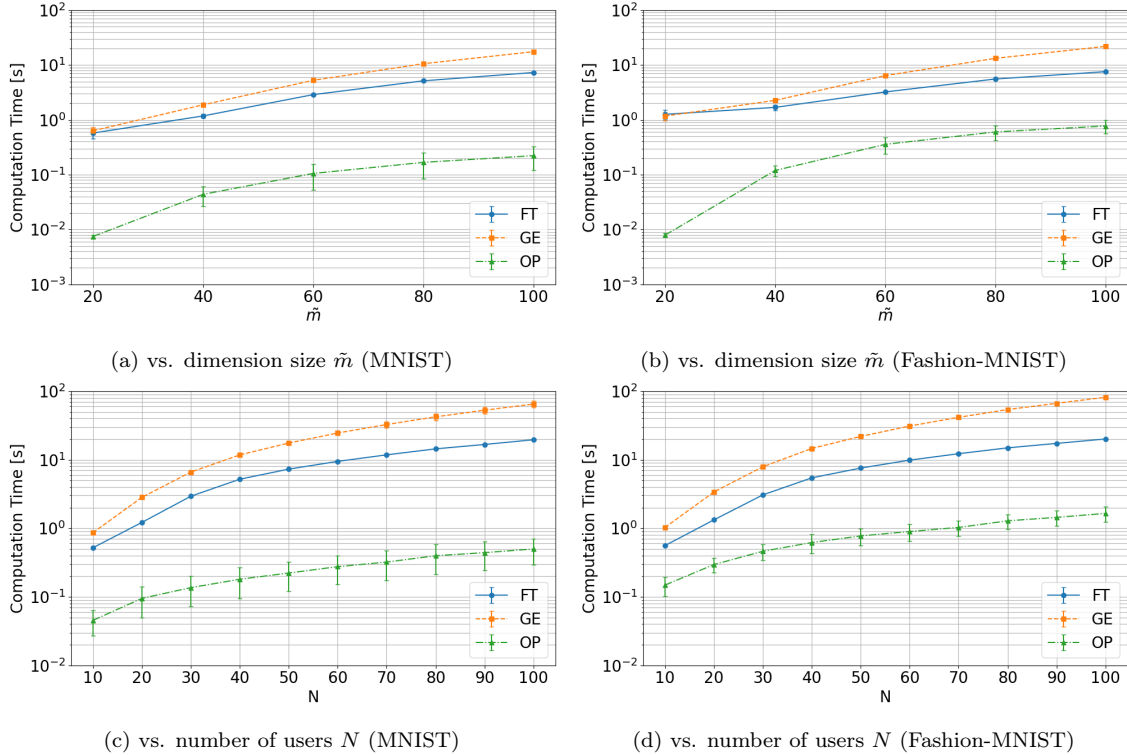 10²
10¹
10⁰
10⁻¹
10⁻²
10⁻³
Computation Time [s]
FT
GE
OP
20 40 60 80 100
m̃
(a) vs. dimension size m̃ (MNIST)
10²
10¹
10⁰
10⁻¹
10⁻²
10⁻³
Computation Time [s]
FT
GE
OP
20 40 60 80 100
m̃
(b) vs. dimension size m̃ (Fashion-MNIST)
10²
10¹
10⁰
10⁻¹
10⁻²
Computation Time [s]
FT
GE
OP
10 20 30 40 50 60 70 80 90 100
N
(c) vs. number of users N (MNIST)
10²
10¹
10⁰
10⁻¹
10⁻²
Computation Time [s]
FT
GE
OP
10 20 30 40 50 60 70 80 90 100
N
(d) vs. number of users N (Fashion-MNIST)